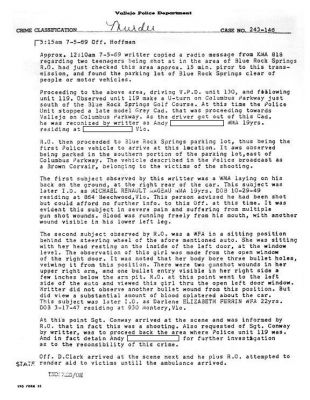 Vallejo Police Department
CRIME CLASSIFICATION Murder CASE NO. 243-146
3:15am 7-5-69 Off. Hoffman
Approx. 12:10am 7-5-69 writer copied a radio message from KMA 818
regarding two teenagers being shot at in the area of Blue Rock Springs
R.O. had just checked this area approx. 15 min. prior to this trans-
mission, and found the parking lot of Blue Rock Springs clear of
people or motor vehicles.
Proceeding to the above area, driving V.P.D. unit 130, and following
unit 119, Observed unit 119 make a U-turn on Columbus Parkway just
south of the Blue Rock Springs Golf Course. At this time the Police
Unit stopped a late model Grey Cad. that was proceeding towards
Vallejo on Columbus Parkway. As the driver got out of this Cad,
he was recognized by writer as Andy WMA 19yrs.
residing at Vlo.
R.O. then proceeded to Blue Rock Springs parking lot, thus being the
first Police vehicle to arrive at this location. It was observed
being parked in the southern portion of the parking lot, east of
Columbus Parkway. The vehicle described in the Police broadcast as
a Brown Corvair, belonging to the victims of the shooting.
The first subject observed by this writer was a WMA laying on his
back on the ground, at the right rear of the car. This subject was
later I.D. as MICHAEL RENAULT MAGEAU WMA 19yrs. DOB 10-29-49
residing at 864 Beechwood, Vlo. This person advised he had been shot
but could afford no further info. to this Off. at this time. It was
evident this subject in severe pain and suffering from multiple
gun shot wounds. Blood was running freely from his mouth, with another
wound visible in his lower left leg.
The second subject observed by R.O. was a WFA in a sitting position
behind the steering wheel of the afore mentioned auto. She was sitting
with her head resting on the inside of the left door, at the window
level. The observation of this girl was made from the open window
of the right door. It was noted that her body bore three bullet holes,
veiwing it from this position. There were two gunshot wounds in her
upper right arm, and one bullet entry visible in her right side a
few inches below the arm pit. R.O. at this point went to the left
side of the auto and viewed this girl thru the open left door window.
Writer did not observe another bullet wound from this position. But
did view a substantial amount of blood splatered about the car.
This subject was later I.D. as Darlene ELIZABETH FERRIN WFA 22yrs.
DOB 3-17-47 residing at 930 Monterey, Vlo.
At this point Sgt. Conway arrived at the scene and was informed by
R.O. that in fact this was a shooting. Also requested of Sgt. Conway
by writer, was to proceed back the area where Police unit 119 was.
And in fact detain Andy for further investigation
as to the resonsibility of this crime.
Off. D.Clark arrived at the scene next and he plus R.O. attempted to
render aid to victims untill the ambulance arrived.
STATE
VPD FORM 20